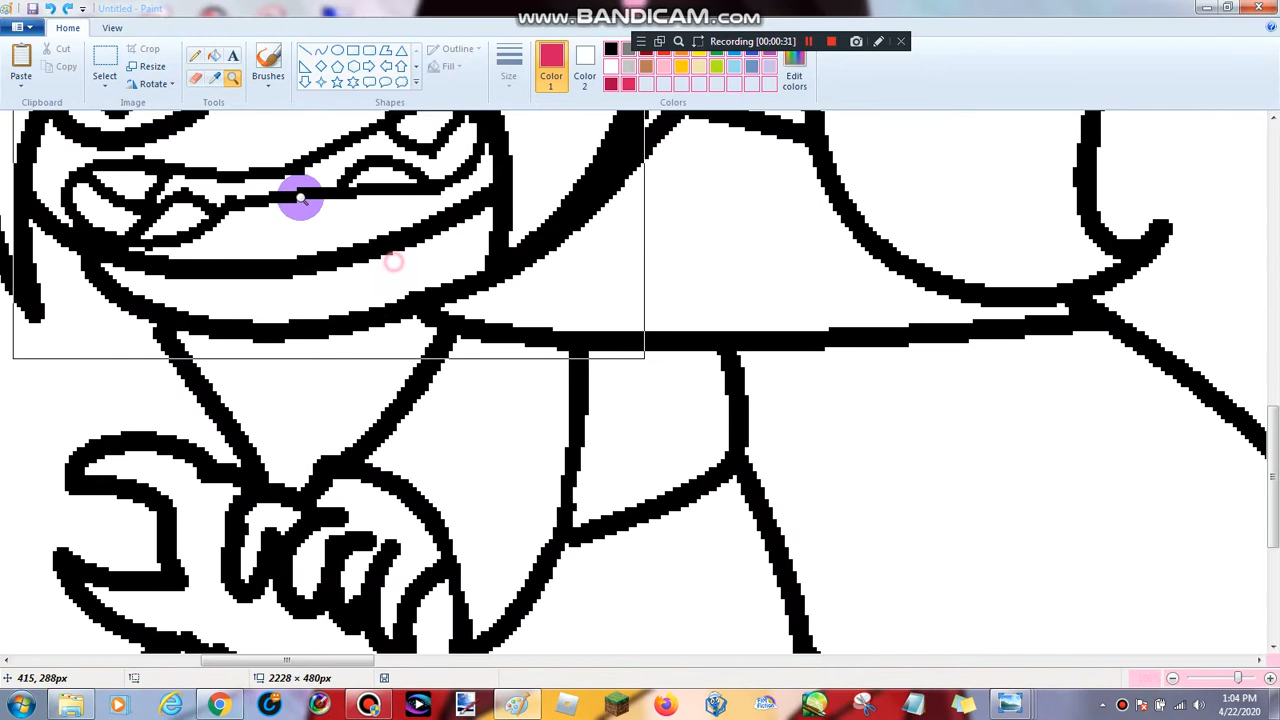 www.BANDICAM.com
Untitled - Paint
Recording [00:00:31]
Home
View
Paste
Cut
Copy
Clipboard
Select
Crop
Resize
Rotate
Image
Tools
Brushes
Shapes
Outline
Fill
Size
Color
1
Color
2
Edit
colors
Colors
415, 288px
2228 × 480px
1:04 PM
4/22/2020